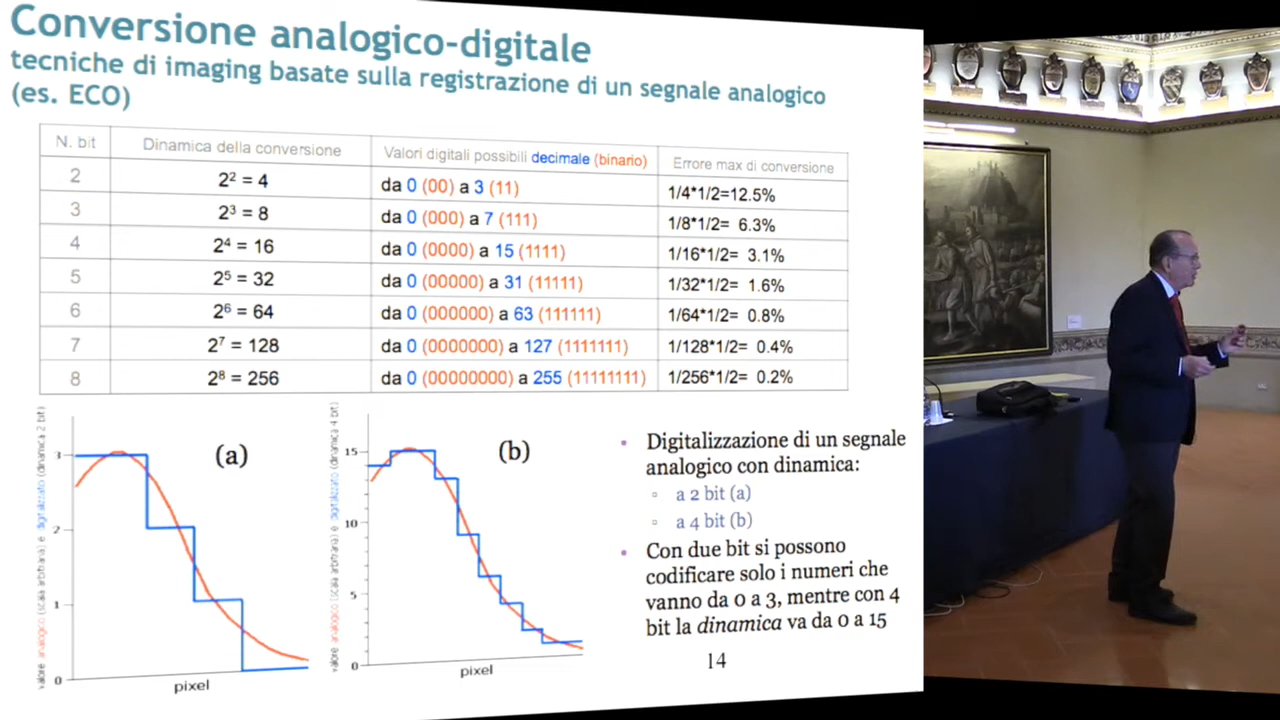 Conversione analogico-digitale
tecniche di imaging basate sulla registrazione di un segnale analogico
(es. ECO)
N. bit Dinamica della conversione Valori digitali possibili decimale (binario) Errore max di conversione
2 2² = 4 da 0 (00) a 3 (11) 1/4*1/2=12.5%
3 2³ = 8 da 0 (000) a 7 (111) 1/8*1/2= 6.3%
4 2⁴ = 16 da 0 (0000) a 15 (1111) 1/16*1/2= 3.1%
5 2⁵ = 32 da 0 (00000) a 31 (11111) 1/32*1/2= 1.6%
6 2⁶ = 64 da 0 (000000) a 63 (111111) 1/64*1/2= 0.8%
7 2⁷ = 128 da 0 (0000000) a 127 (1111111) 1/128*1/2= 0.4%
8 2⁸ = 256 da 0 (00000000) a 255 (11111111) 1/256*1/2= 0.2%
valore analogico (scala arbitraria) e digitalizzato (dinamica 2 bit)
3
2
1
0
(a)
pixel
valore analogico (scala arbitraria) e digitalizzato (dinamica 4 bit)
15
10
5
0
(b)
pixel
• Digitalizzazione di un segnale
analogico con dinamica:
▫ a 2 bit (a)
▫ a 4 bit (b)
• Con due bit si possono
codificare solo i numeri che
vanno da 0 a 3, mentre con 4
bit la dinamica va da 0 a 15
14